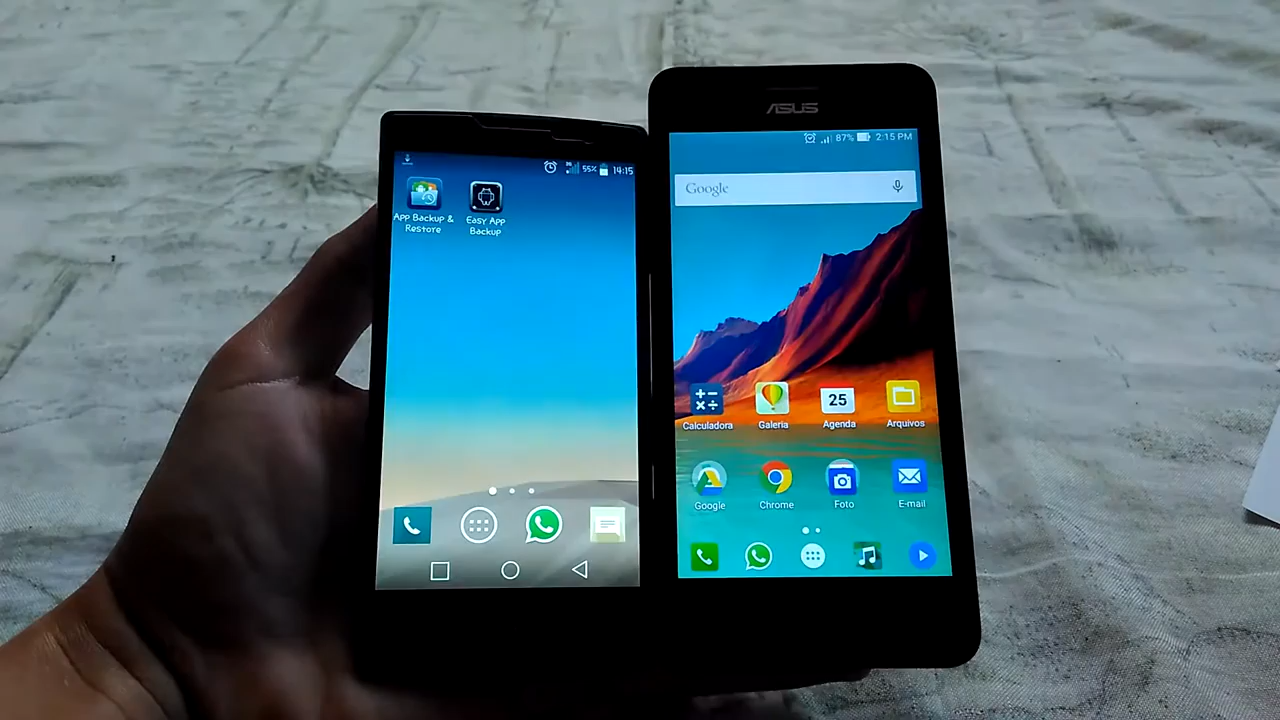 55% 14:15
App Backup &
Restore
Easy App
Backup
ASUS
87% 2:15 PM
Google
25
Calculadora
Galeria
Agenda
Arquivos
Google
Chrome
Foto
E-mail